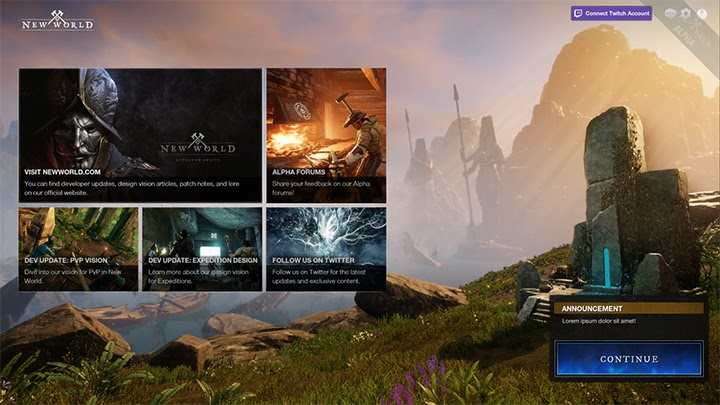 NEW WORLD
Connect Twitch Account
ALPHA
NEW WORLD
VISIT NEWWORLD.COM
You can find developer updates, design vision articles, patch notes, and lore
on our official website.
ALPHA FORUMS
Share your feedback on our Alpha
forums!
DEV UPDATE: PVP VISION
Dive into our vision for PvP in New
World.
DEV UPDATE: EXPEDITION DESIGN
Learn more about our design vision
for Expeditions.
FOLLOW US ON TWITTER
Follow us on Twitter for the latest
updates and exclusive content.
ANNOUNCEMENT
Lorem ipsum dolor sit amet!
CONTINUE